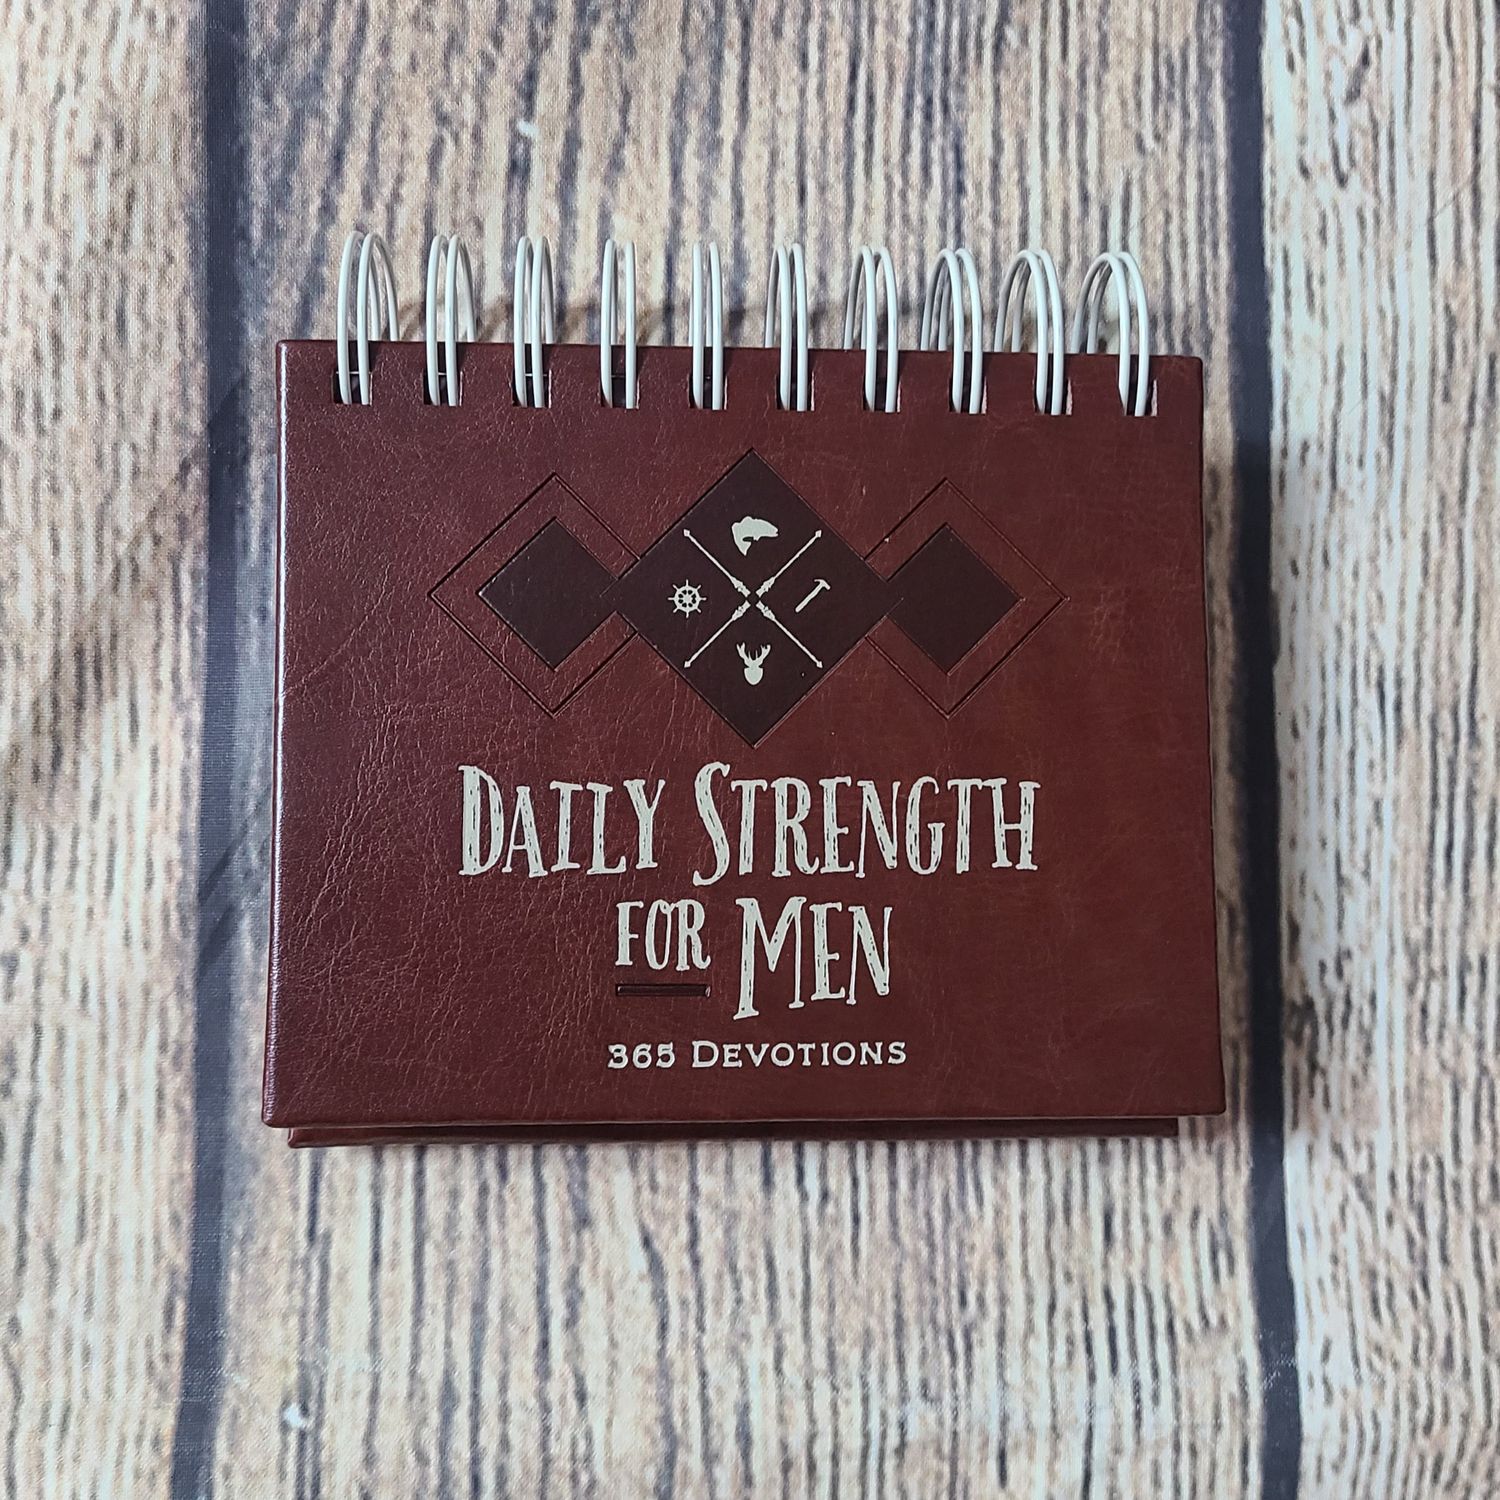 Daily Strength
for Men
365 Devotions